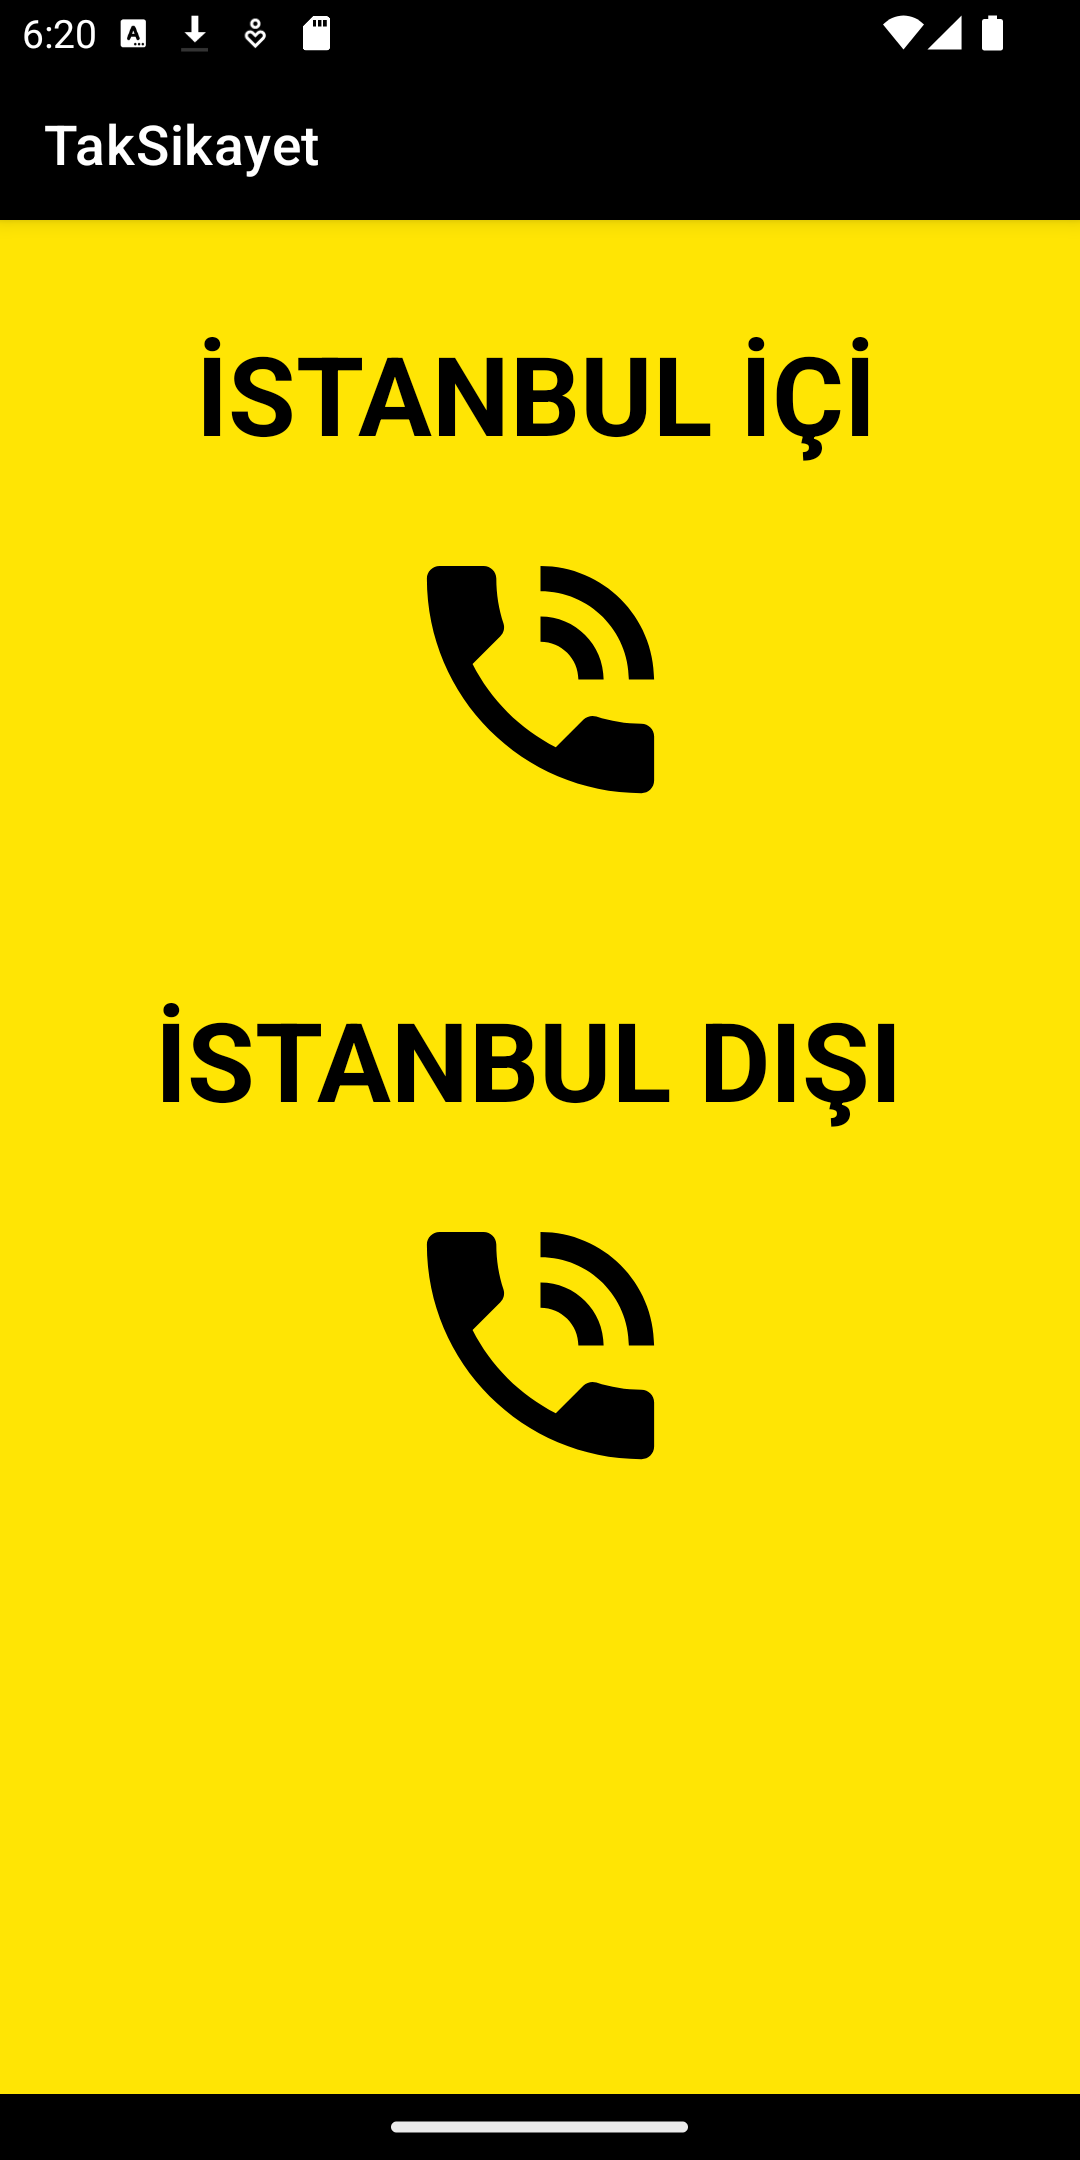 6:20
TakSikayet
İSTANBUL İÇİ
İSTANBUL DIŞI